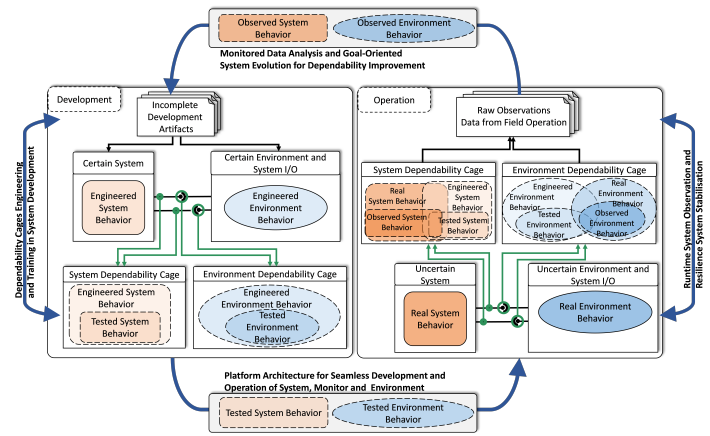 Observed System
Behavior
Observed Environment
Behavior
Monitored Data Analysis and Goal-Oriented
System Evolution for Dependability Improvement
Dependability Cages Engineering
and Training in System Development
Development
Incomplete
Development
Artifacts
Certain System
Engineered
System
Behavior
Certain Environment and
System I/O
Engineered
Environment
Behavior
System Dependability Cage
Engineered System
Behavior
Tested System
Behavior
Environment Dependability Cage
Engineered
Environment Behavior
Tested
Environment
Behavior
Operation
Raw Observations
Data from Field Operation
System Dependability Cage
Real
System Behavior
Engineered
System
Behavior
Observed System
Behavior
Tested System
Behavior
Environment Dependability Cage
Engineered
Environment
Behavior
Real
Environment
Behavior
Tested
Environment
Behavior
Observed
Environment
Behavior
Uncertain
System
Real System
Behavior
Uncertain Environment and
System I/O
Real Environment
Behavior
Runtime System Observation and
Resilience System Stabilisation
Platform Architecture for Seamless Development and
Operation of System, Monitor and Environment
Tested System Behavior
Tested Environment
Behavior